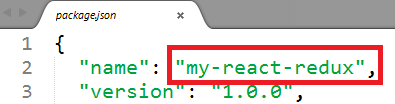 package.json
1 {
2 "name": "my-react-redux",
3 "version": "1.0.0",